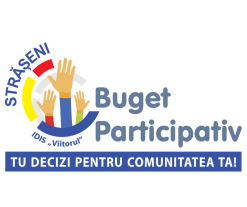 STRĂȘENI
IDIS „Viitorul”
Buget
Participativ
TU DECIZI PENTRU COMUNITATEA TA!